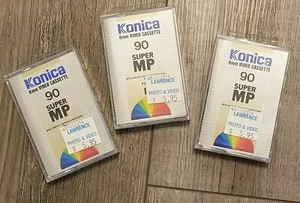 Konica
8mm VIDEO CASSETTE
90
SUPER
MP
LAWRENCE
PHOTO & VIDEO
$ 5.95
Konica
8mm VIDEO CASSETTE
90
SUPER
MP
LAWRENCE
PHOTO & VIDEO
$ 5.95
Konica
8mm VIDEO CASSETTE
90
SUPER
MP
LAWRENCE
PHOTO & VIDEO
$ 5.95